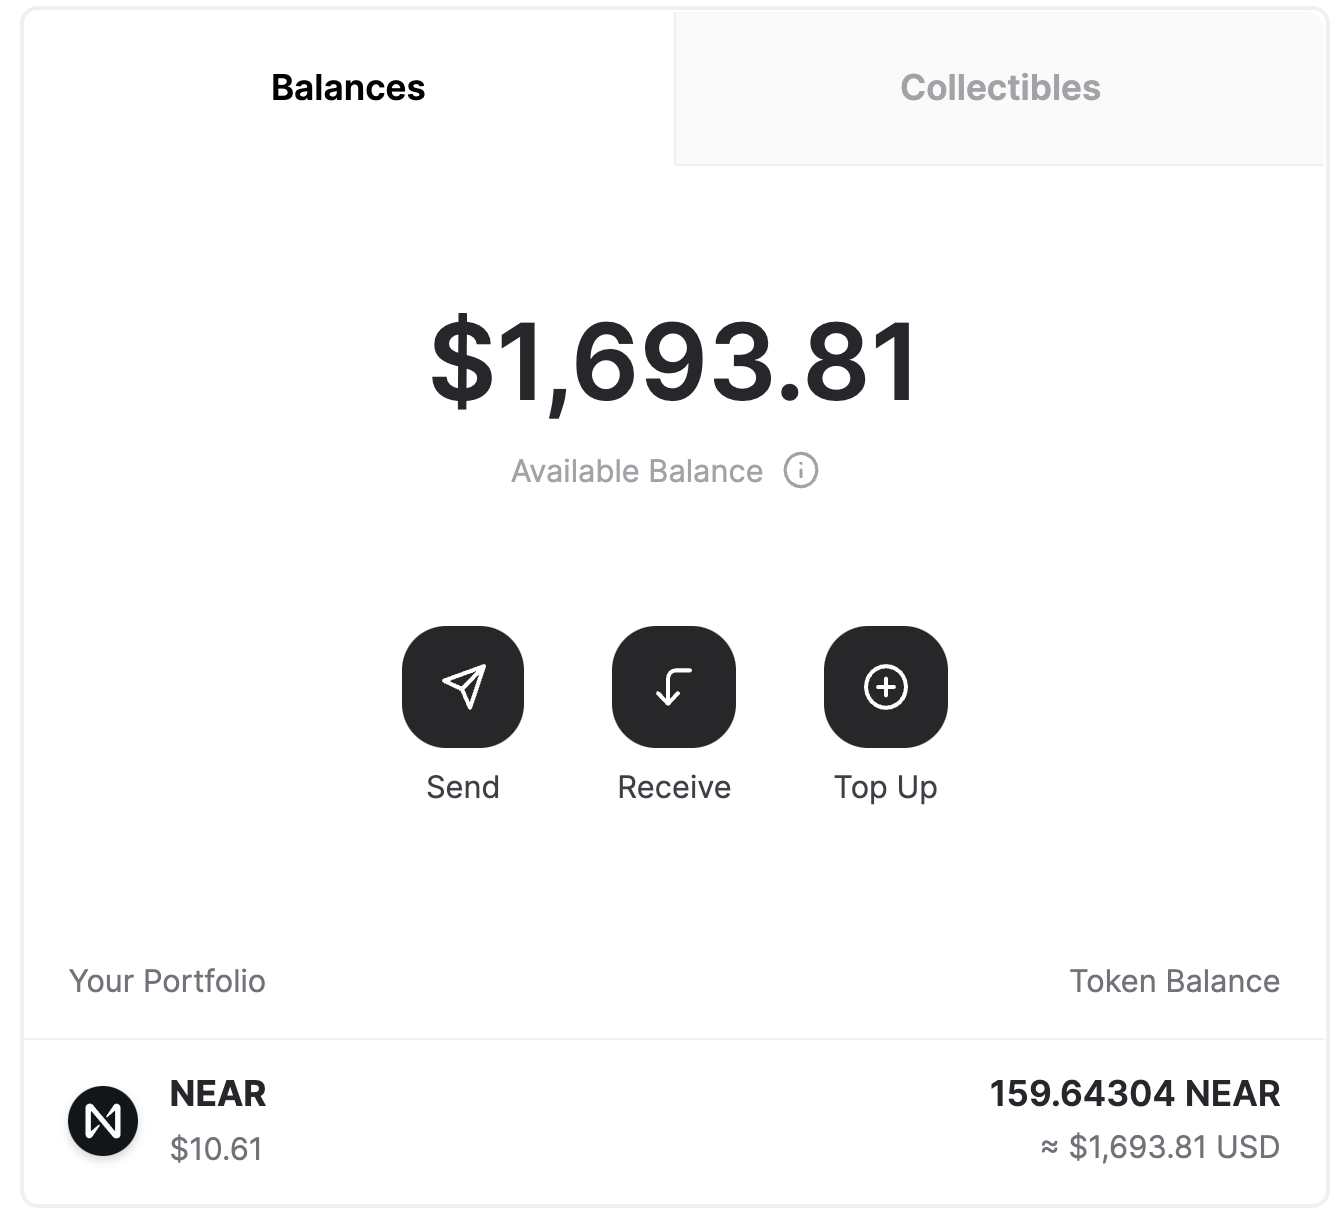 Balances
Collectibles
$1,693.81
Available Balance
Send
Receive
Top Up
Your Portfolio
Token Balance
NEAR
159.64304 NEAR
$10.61
≈ $1,693.81 USD